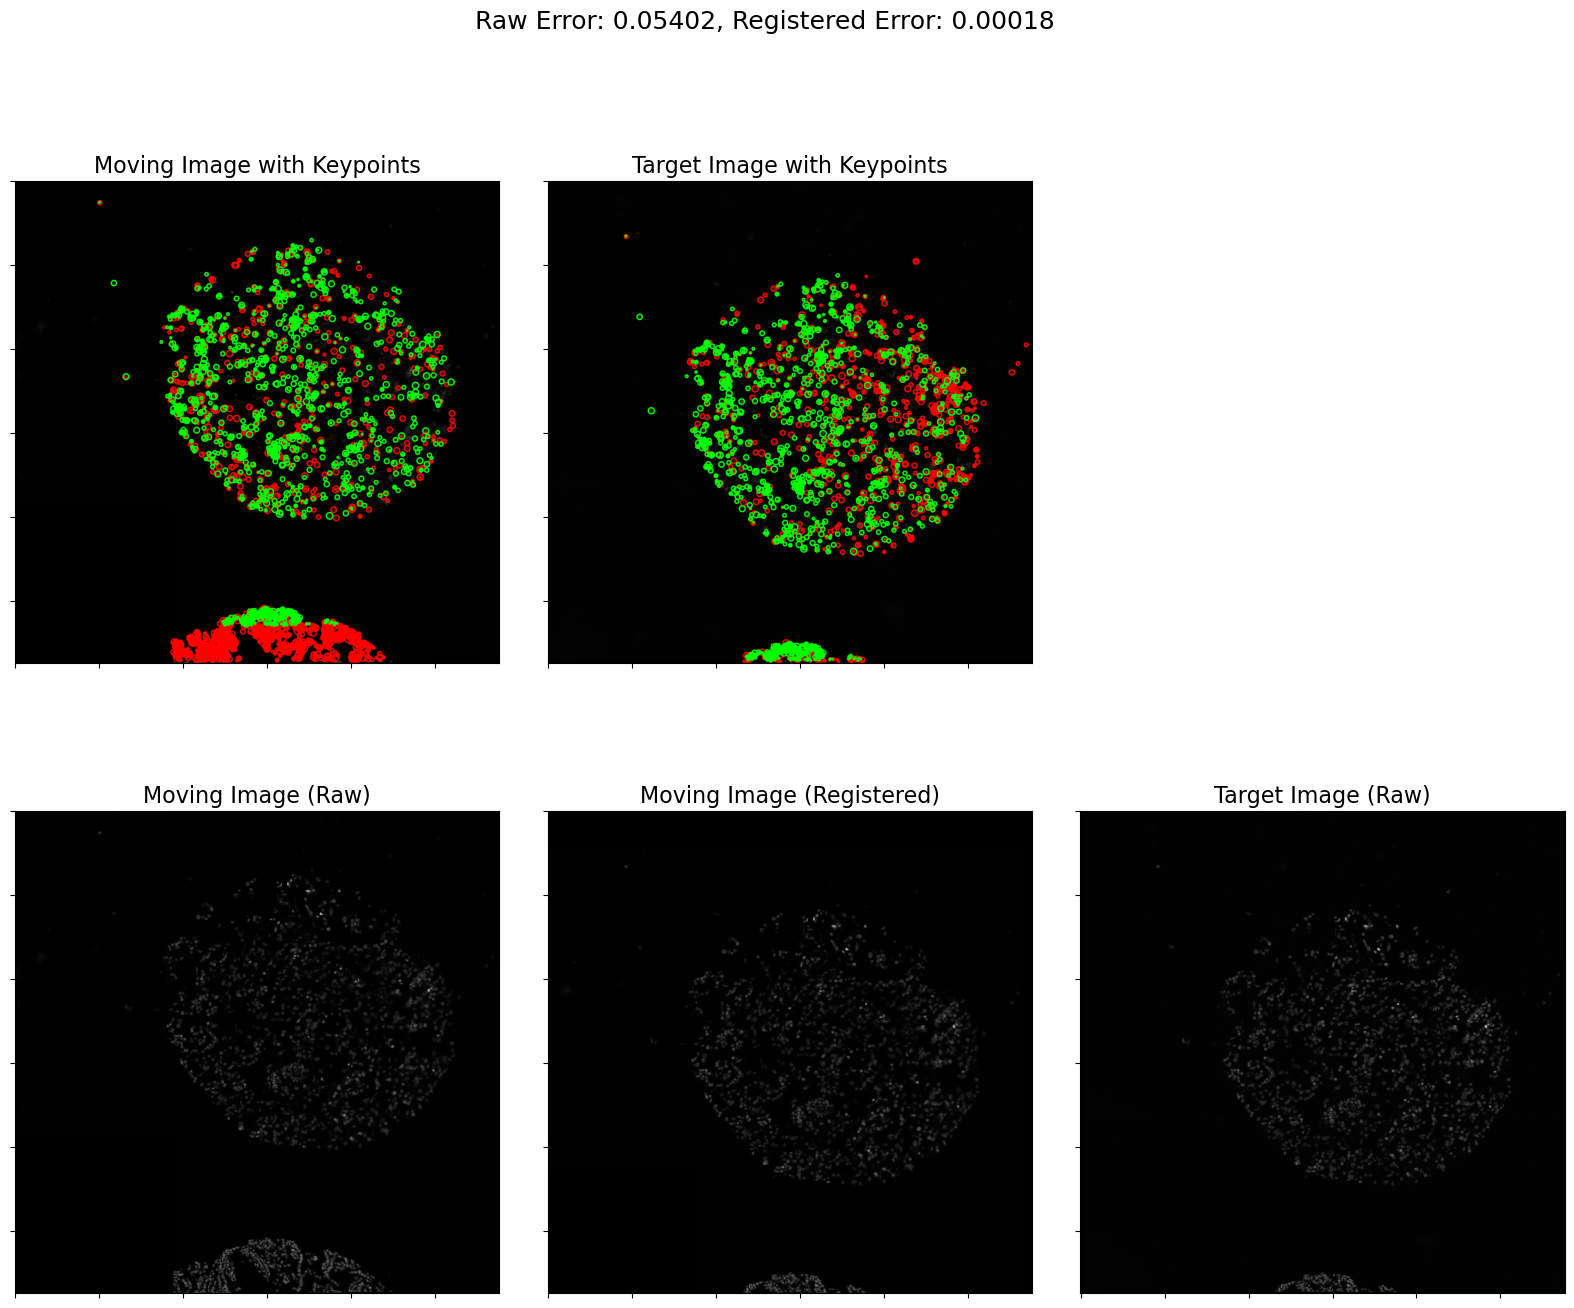 Raw Error: 0.05402, Registered Error: 0.00018
Moving Image with Keypoints
Target Image with Keypoints
Moving Image (Raw)
Moving Image (Registered)
Target Image (Raw)